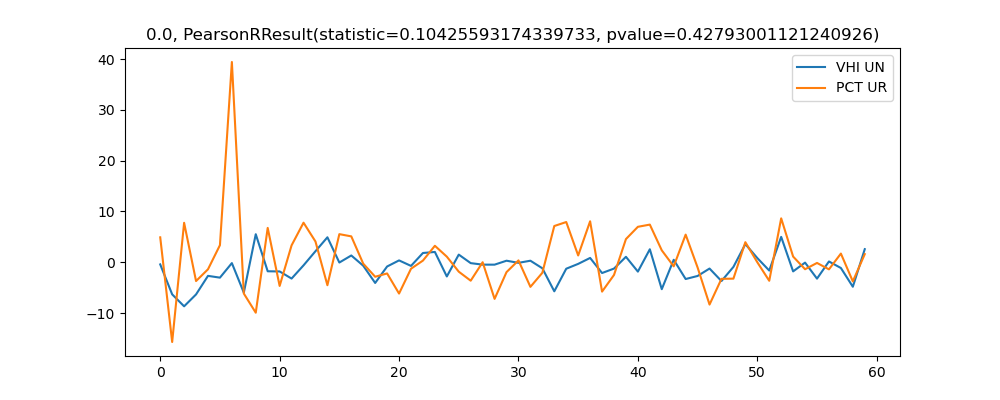 0.0, PearsonRResult(statistic=0.10425593174339733, pvalue=0.42793001121240926)
VHI UN
PCT UR
40
30
20
10
0
−10
0 10 20 30 40 50 60